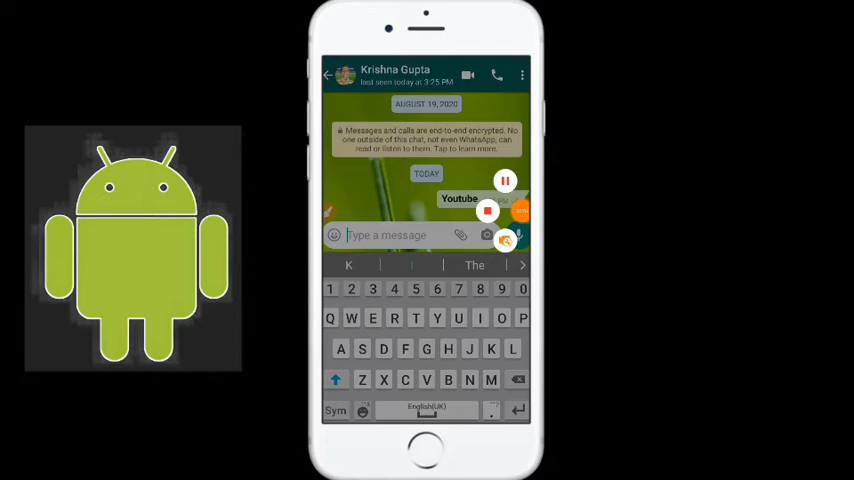 Krishna Gupta
last seen today at 3:25 PM
AUGUST 19, 2020
Messages and calls are end-to-end encrypted. No
one outside of this chat, not even WhatsApp, can
read or listen to them. Tap to learn more.
TODAY
Youtube
PM
Type a message
K I The
1 2 3 4 5 6 7 8 9 0
Q W E R T Y U I O P
A S D F G H J K L
Z X C V B N M
Sym English(UK) .